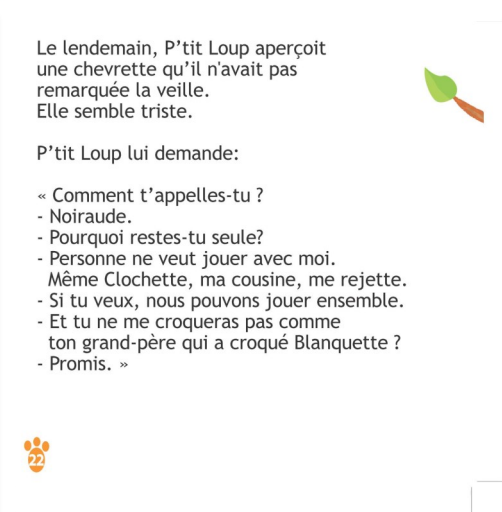 Le lendemain, P’tit Loup aperçoit
une chevrette qu’il n'avait pas
remarquée la veille.
Elle semble triste.
P’tit Loup lui demande:
« Comment t’appelles-tu ?
- Noiraude.
- Pourquoi restes-tu seule?
- Personne ne veut jouer avec moi.
Même Clochette, ma cousine, me rejette.
- Si tu veux, nous pouvons jouer ensemble.
- Et tu ne me croqueras pas comme
ton grand-père qui a croqué Blanquette ?
- Promis. »
22